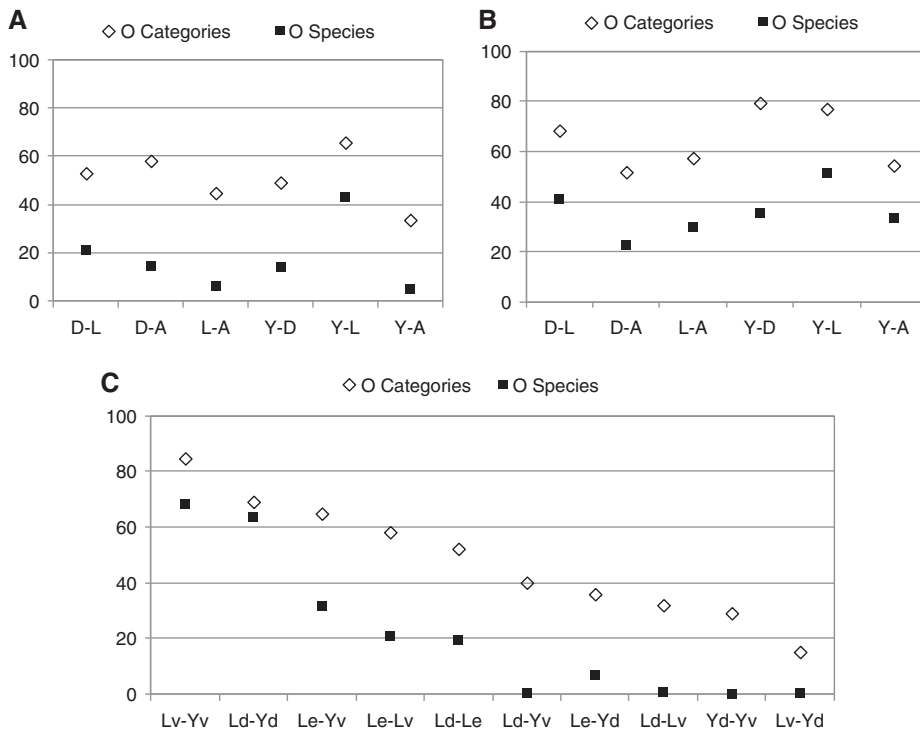 A
◇ O Categories ■ O Species
100
80
60
40
20
0
D-L D-A L-A Y-D Y-L Y-A
B
◇ O Categories ■ O Species
100
80
60
40
20
0
D-L D-A L-A Y-D Y-L Y-A
C
◇ O Categories ■ O Species
100
80
60
40
20
0
Lv-Yv Ld-Yd Le-Yv Le-Lv Ld-Le Ld-Yv Le-Yd Ld-Lv Yd-Yv Lv-Yd